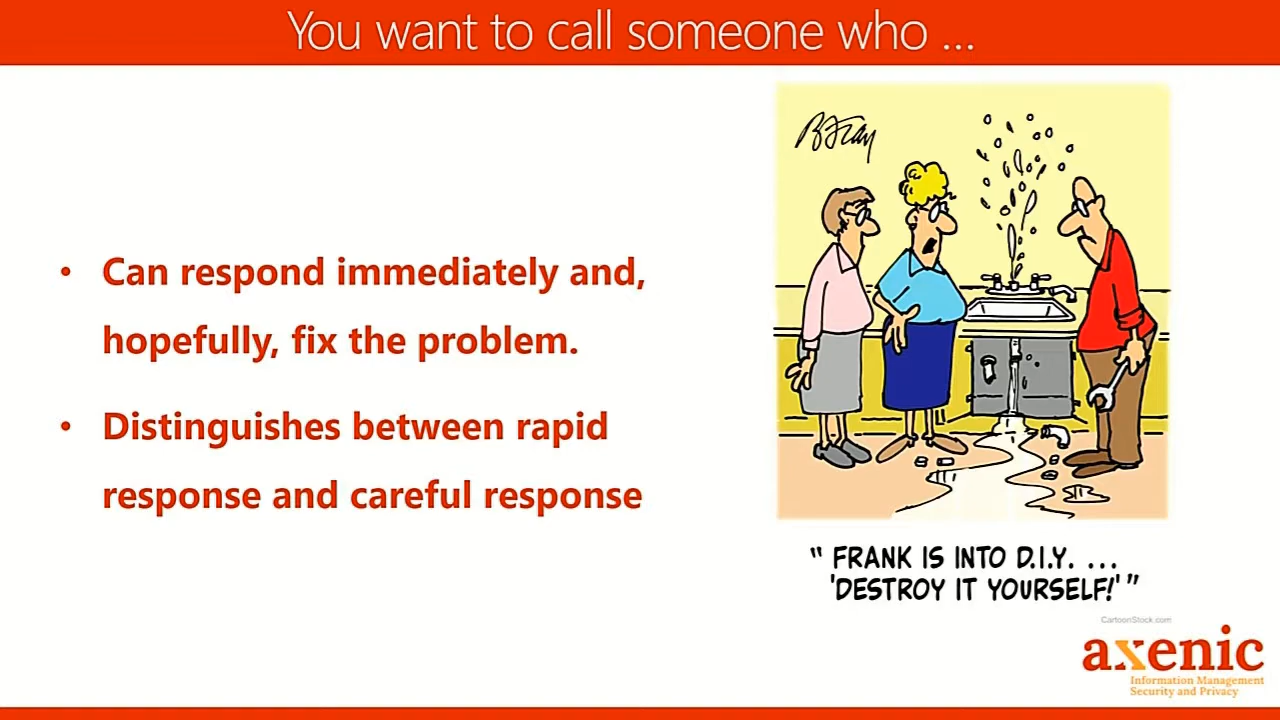 You want to call someone who ...
• Can respond immediately and,
hopefully, fix the problem.
• Distinguishes between rapid
response and careful response
" FRANK IS INTO D.I.Y. ...
'DESTROY IT YOURSELF!' "
CartoonStock.com
axenic
Information Management
Security and Privacy